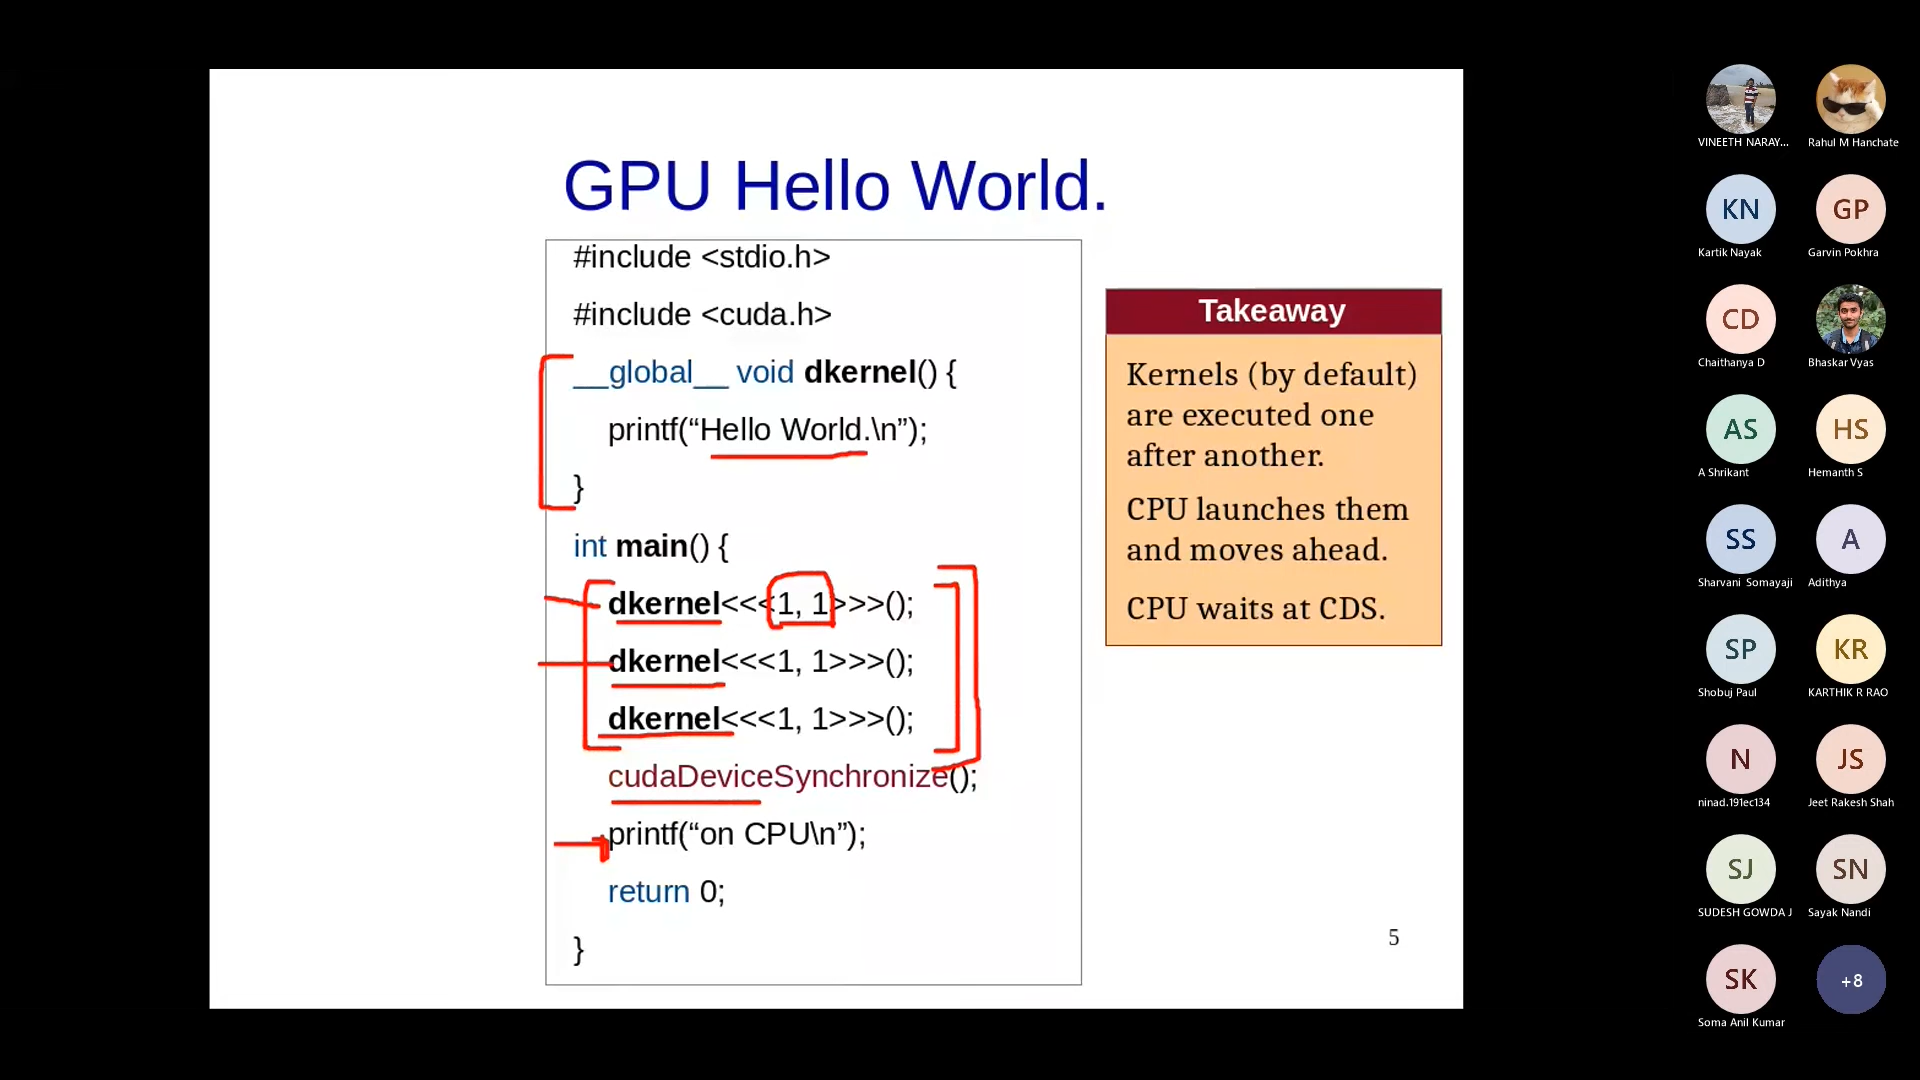 GPU Hello World.
#include <stdio.h>
#include <cuda.h>
__global__ void dkernel() {
printf(“Hello World.\n”);
}
int main() {
dkernel<<<1, 1>>>();
dkernel<<<1, 1>>>();
dkernel<<<1, 1>>>();
cudaDeviceSynchronize();
printf(“on CPU\n”);
return 0;
}
Takeaway
Kernels (by default)
are executed one
after another.
CPU launches them
and moves ahead.
CPU waits at CDS.
5
VINEETH NARAY...
Rahul M Hanchate
KN
GP
Kartik Nayak
Garvin Pokhra
CD
Chaithanya D
Bhaskar Vyas
AS
HS
A Shrikant
Hemanth S
SS
A
Sharvani Somayaji
Adithya
SP
KR
Shobuj Paul
KARTHIK R RAO
N
JS
ninad.191ec134
Jeet Rakesh Shah
SJ
SN
SUDESH GOWDA J
Sayak Nandi
SK
+8
Soma Anil Kumar